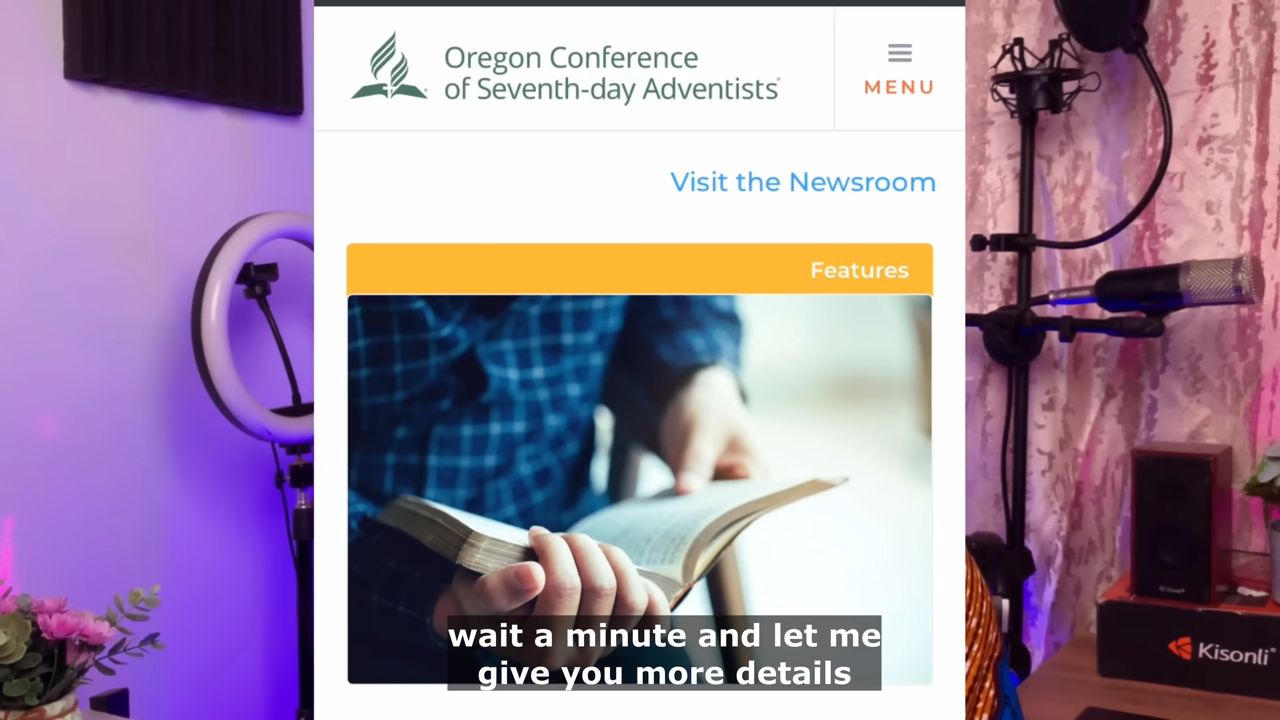 Oregon Conference
of Seventh-day Adventists
MENU
Visit the Newsroom
Features
wait a minute and let me
give you more details
Kisonli